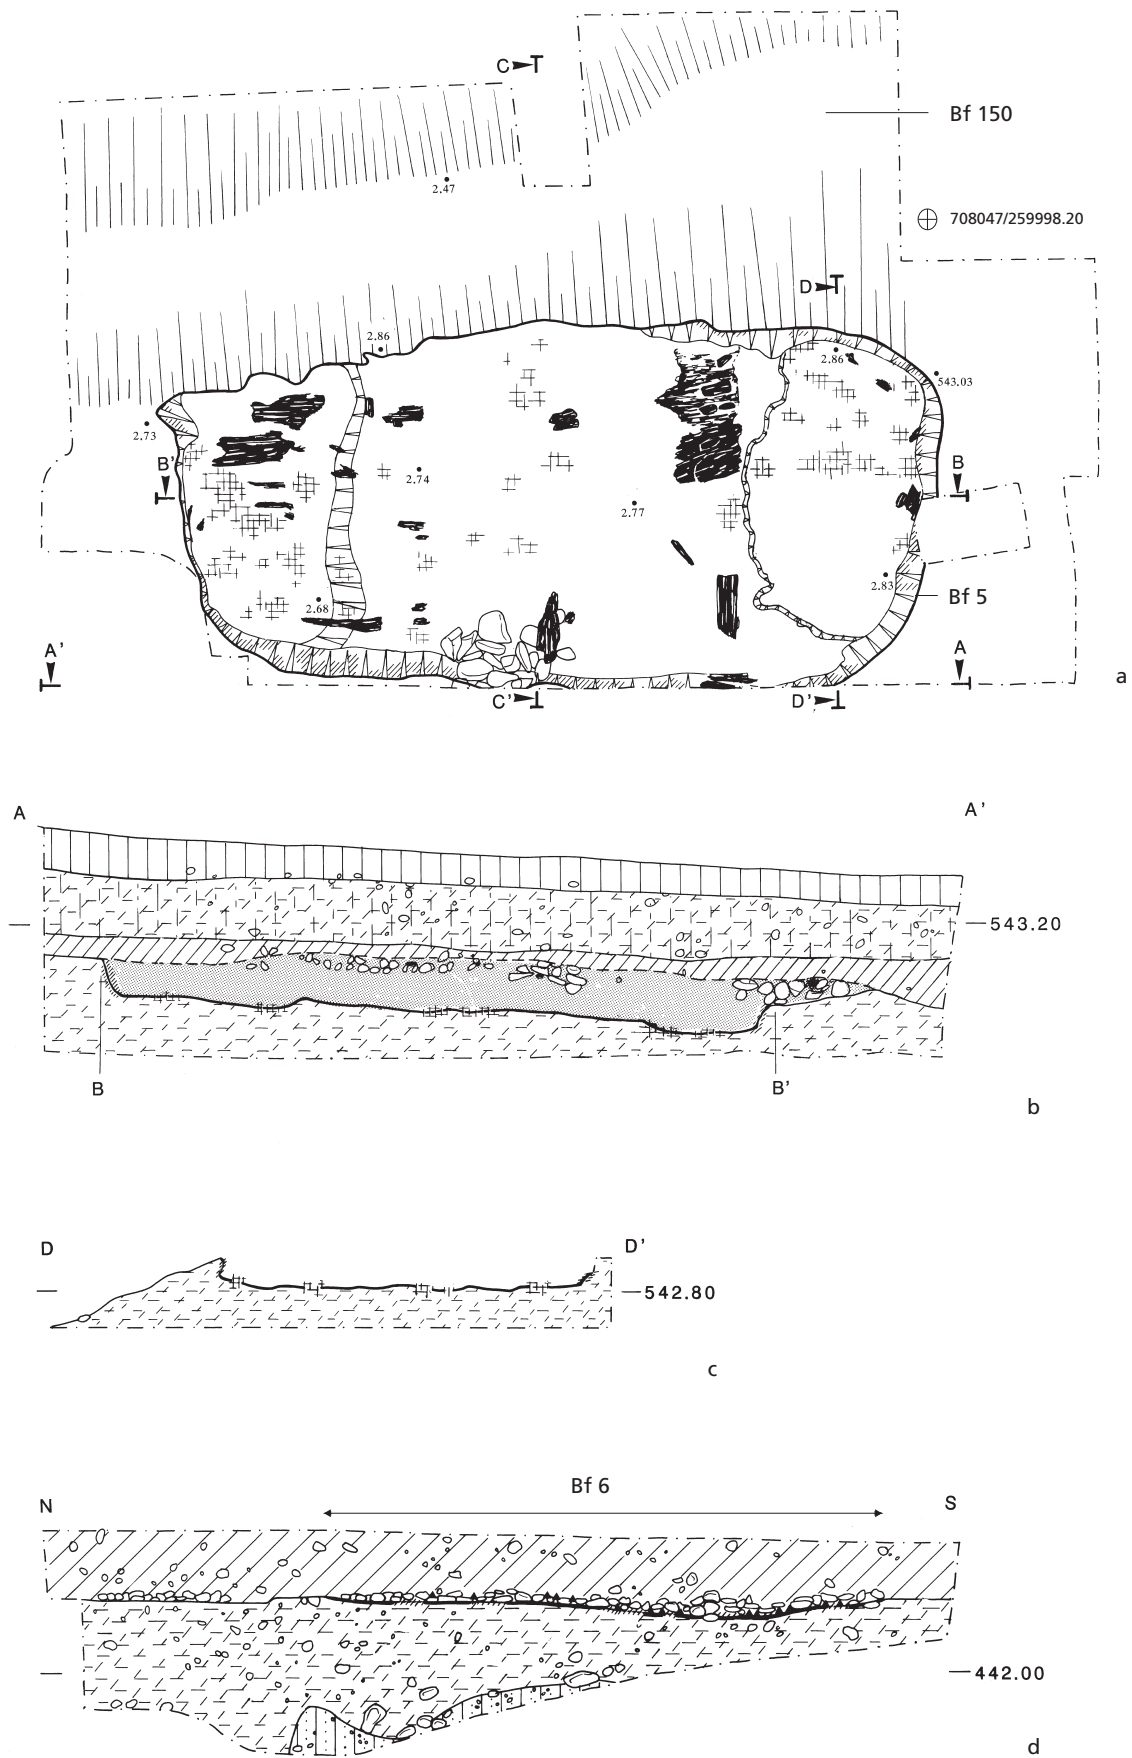 C T
Bf 150
2.47
708047/259998.20
D T
2.86
2.86
543.03
2.73
B'
2.74
B
2.77
2.83
Bf 5
2.68
A'
A
a
C'
D'
A
A'
543.20
B
B'
b
D
D'
542.80
c
Bf 6
N
S
442.00
d